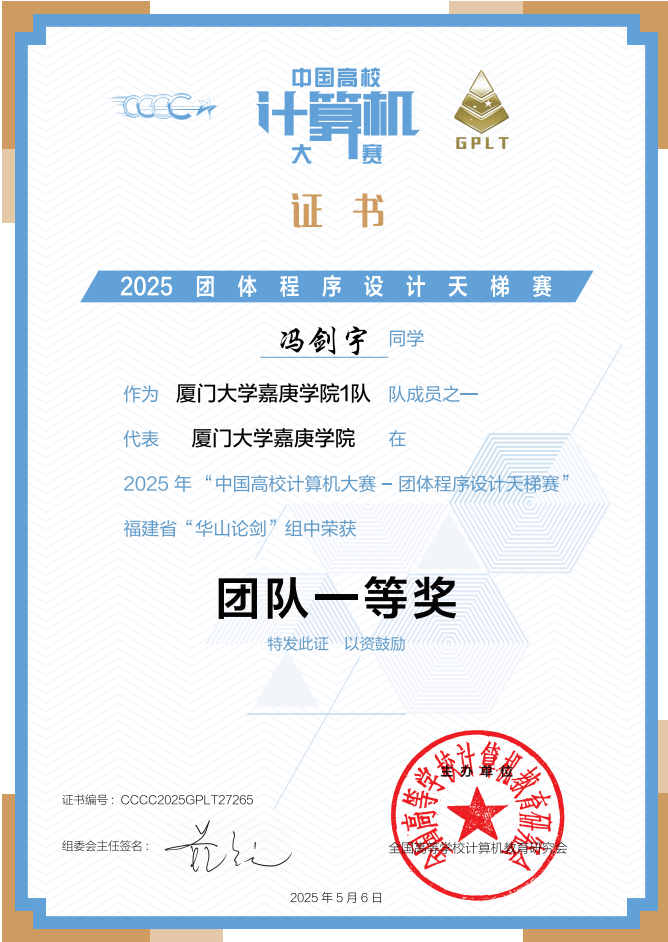 CCCC
中国高校
计算机
大赛
GPLT
证书
2025 团体程序设计天梯赛
冯剑宇 同学
作为 厦门大学嘉庚学院1队 队成员之一
代表 厦门大学嘉庚学院 在
2025 年 “中国高校计算机大赛 – 团体程序设计天梯赛”
福建省 “华山论剑” 组中荣获
团队一等奖
特发此证 以资鼓励
主办单位
全国高等学校计算机教育研究会
证书编号：CCCC2025GPLT27265
组委会主任签名：
全国高等学校计算机教育研究会
2025 年 5 月 6 日